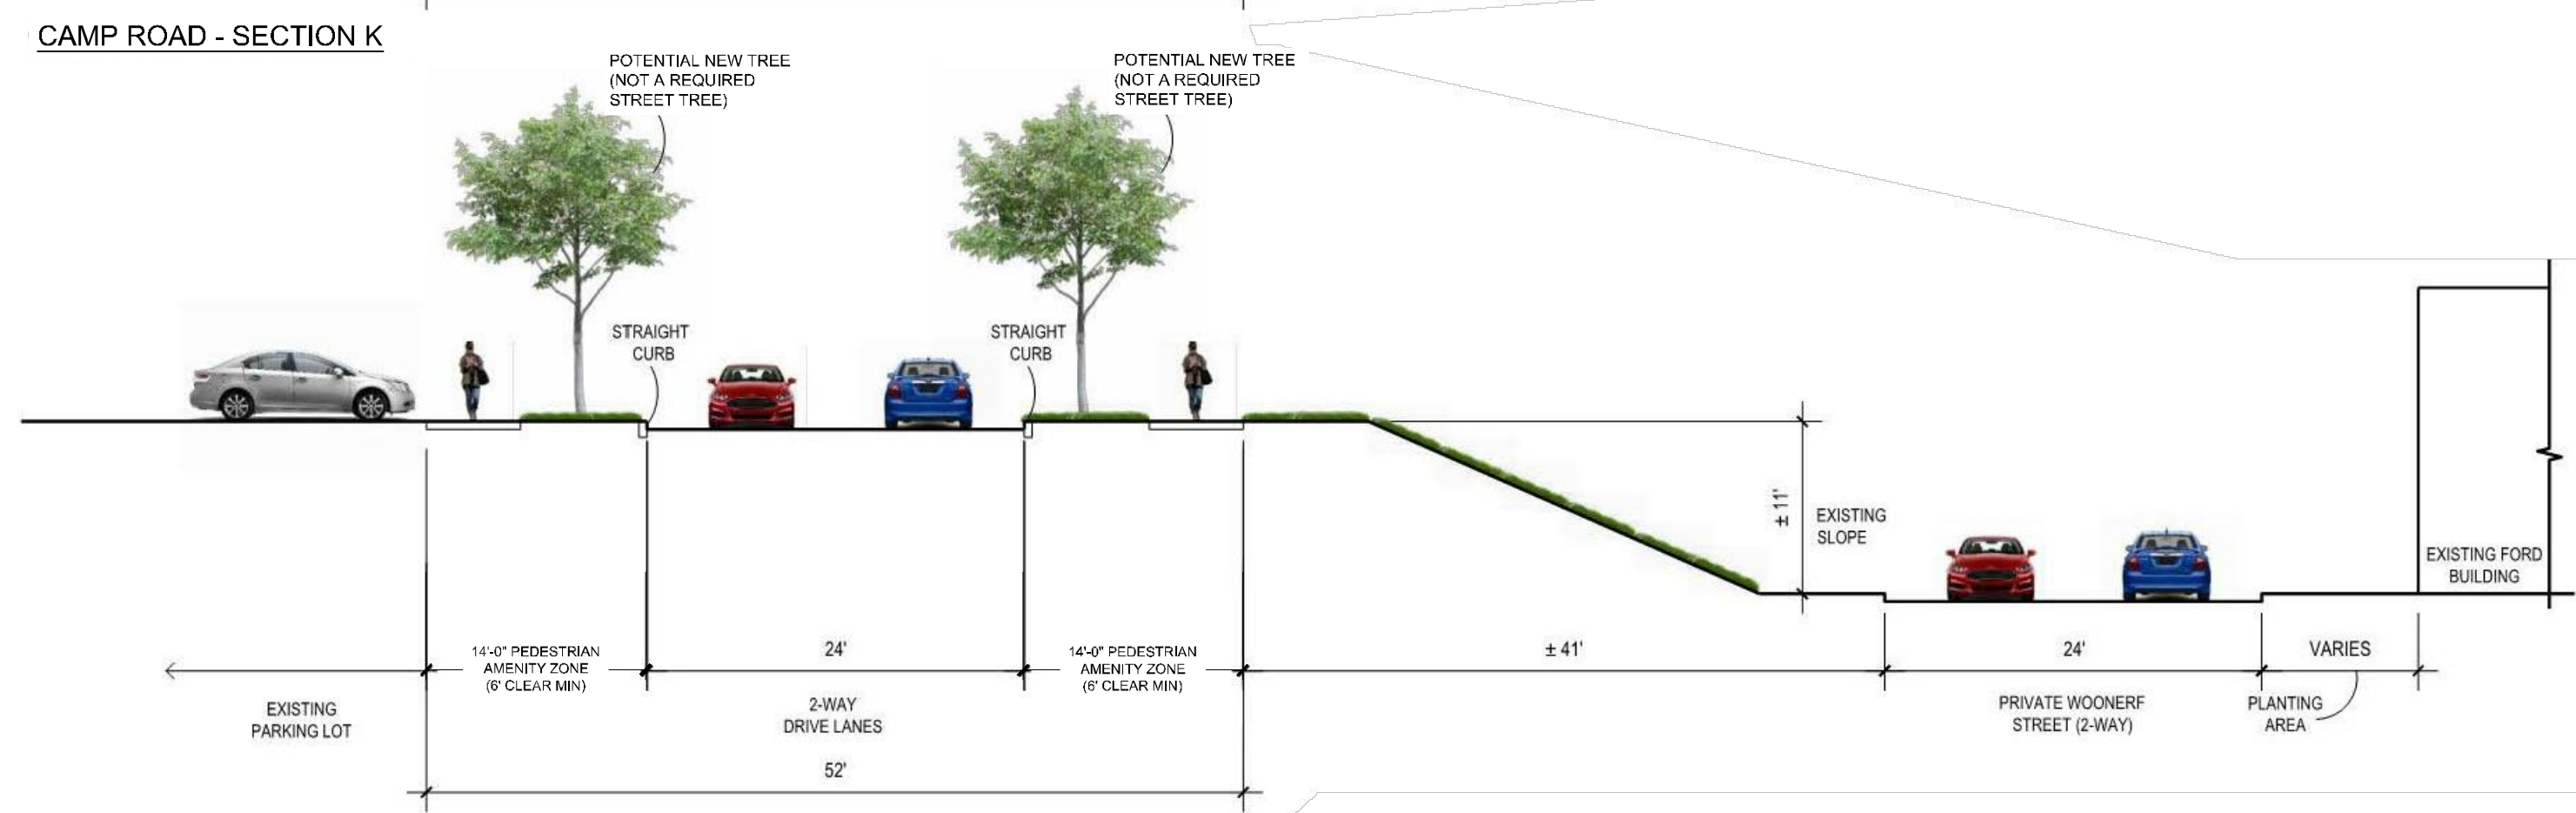 CAMP ROAD - SECTION K
POTENTIAL NEW TREE
(NOT A REQUIRED
STREET TREE)
POTENTIAL NEW TREE
(NOT A REQUIRED
STREET TREE)
STRAIGHT
CURB
STRAIGHT
CURB
± 11'
EXISTING
SLOPE
EXISTING FORD
BUILDING
14'-0" PEDESTRIAN
AMENITY ZONE
(6' CLEAR MIN)
24'
14'-0" PEDESTRIAN
AMENITY ZONE
(6' CLEAR MIN)
± 41'
24'
VARIES
EXISTING
PARKING LOT
2-WAY
DRIVE LANES
PRIVATE WOONERF
STREET (2-WAY)
PLANTING
AREA
52'